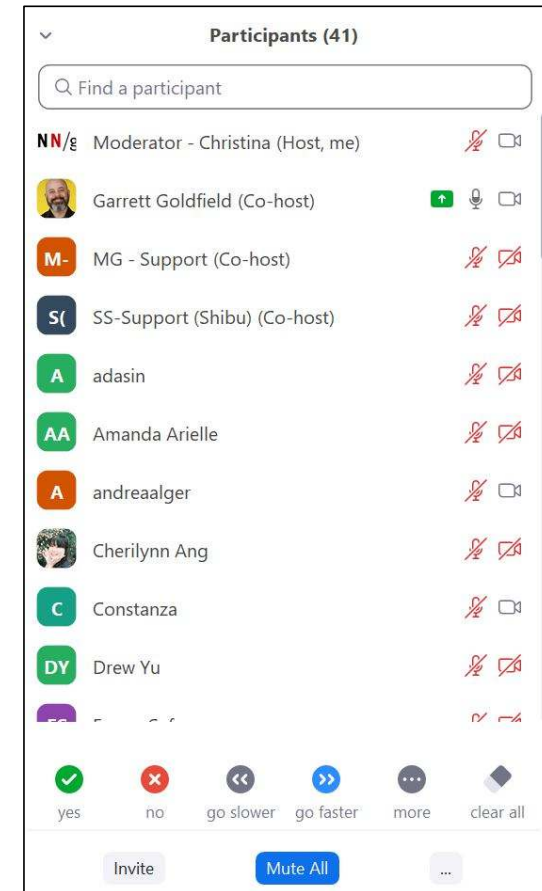 Participants (41)
Find a participant
NN/g Moderator - Christina (Host, me)
Garrett Goldfield (Co-host)
M- MG - Support (Co-host)
S( SS-Support (Shibu) (Co-host)
A adasin
AA Amanda Arielle
A andreaalger
Cherilynn Ang
C Constanza
DY Drew Yu
yes no go slower go faster more clear all
Invite Mute All ...